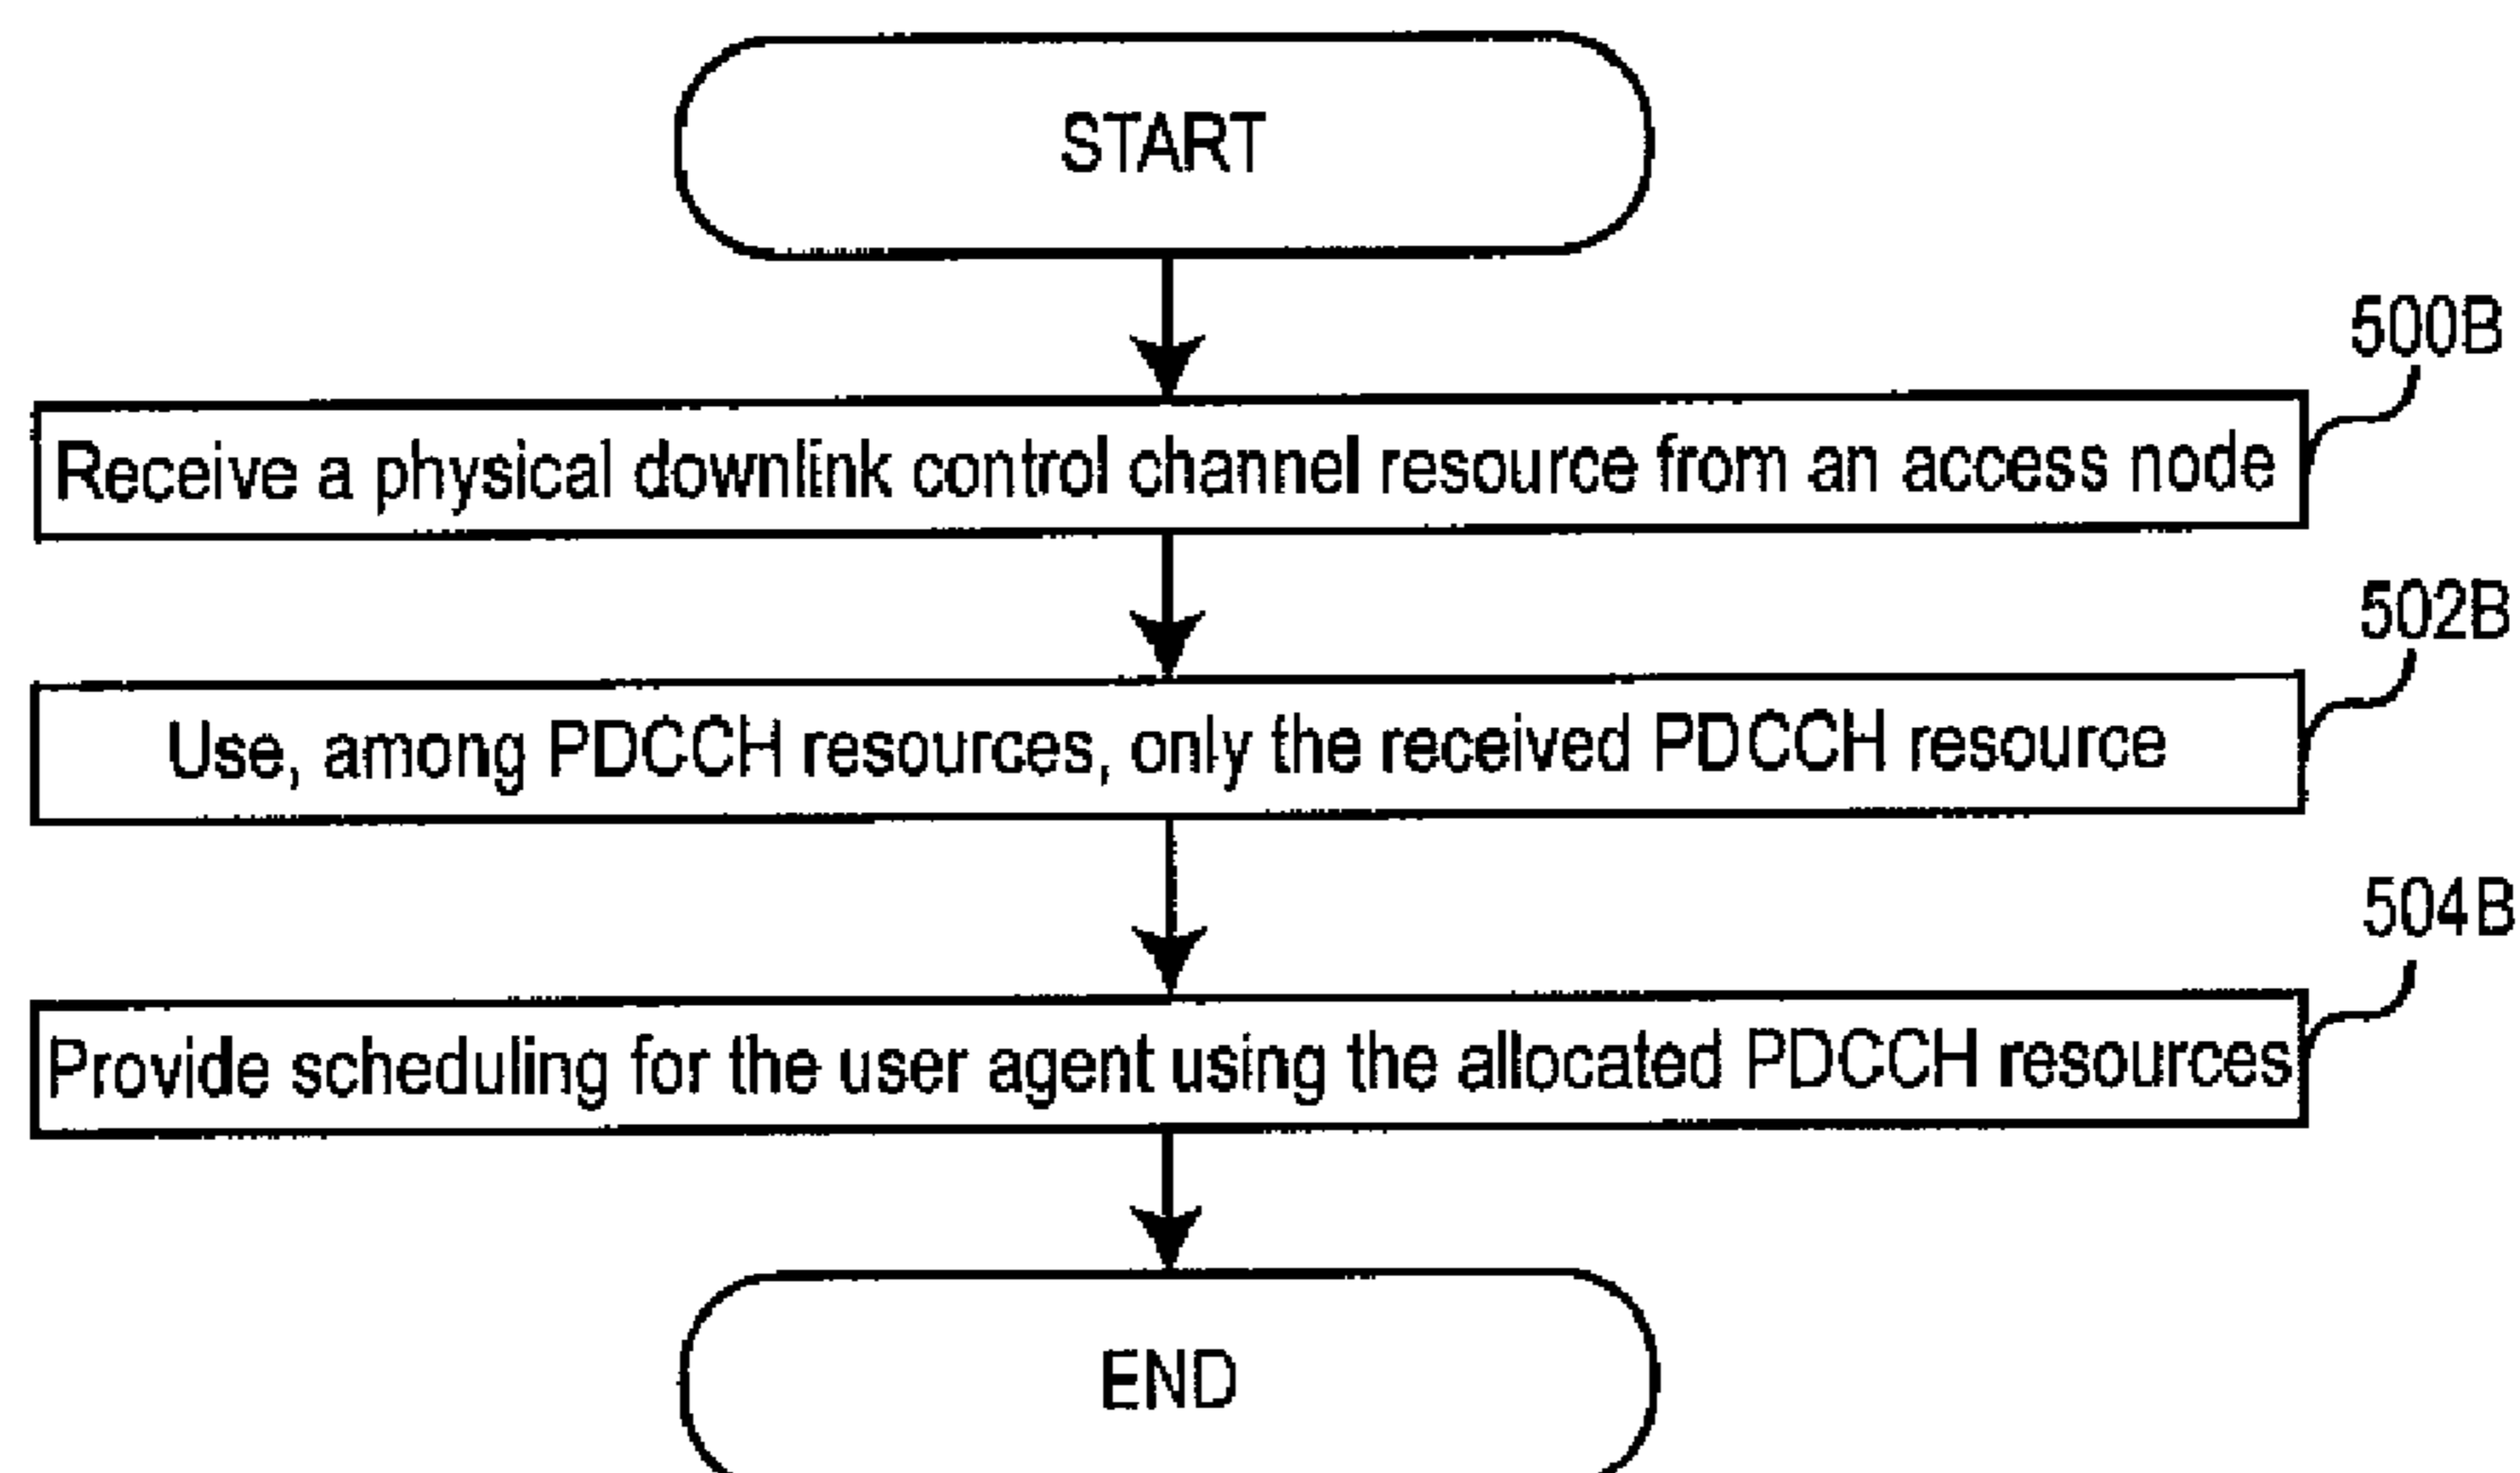 START
500B
Receive a physical downlink control channel resource from an access node
502B
Use, among PDCCH resources, only the received PDCCH resource
504B
Provide scheduling for the user agent using the allocated PDCCH resources
END